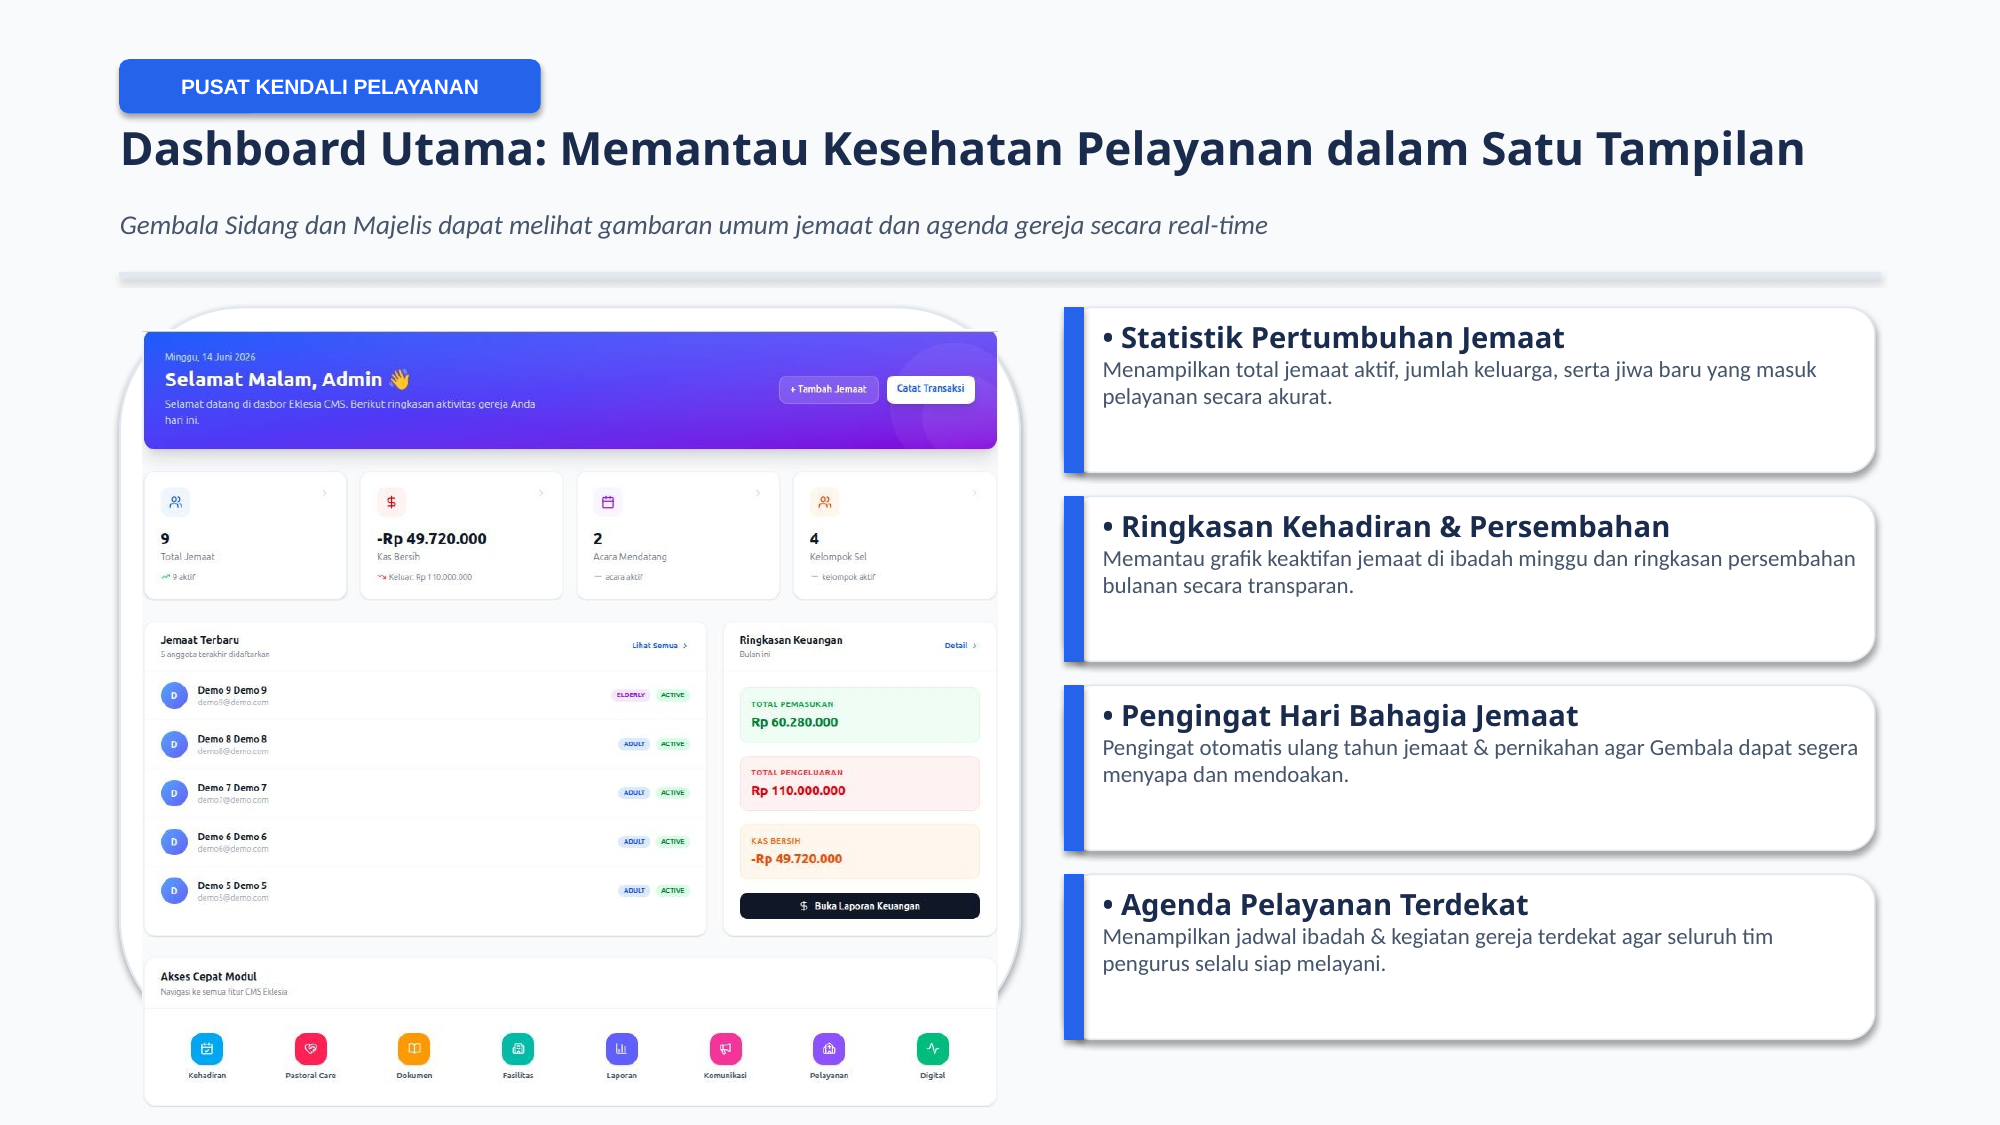 PUSAT KENDALI PELAYANAN
Dashboard Utama: Memantau Kesehatan Pelayanan dalam Satu Tampilan
Gembala Sidang dan Majelis dapat melihat gambaran umum jemaat dan agenda gereja secara real-time
Minggu, 14 Juni 2026
Selamat Malam, Admin 👋
Selamat datang di dasbor Eklesia CMS. Berikut ringkasan aktivitas gereja Anda
hari ini.
+ Tambah Jemaat
Catat Transaksi
9
Total Jemaat
9 aktif
-Rp 49.720.000
Kas Bersih
Keluar: Rp 110.000.000
2
Acara Mendatang
— acara aktif
4
Kelompok Sel
— kelompok aktif
Jemaat Terbaru
5 anggota terakhir didaftarkan
Lihat Semua >
D
Demo 9 Demo 9
demo9@demo.com
ELDERLY ACTIVE
D
Demo 8 Demo 8
demo8@demo.com
ADULT ACTIVE
D
Demo 7 Demo 7
demo7@demo.com
ADULT ACTIVE
D
Demo 6 Demo 6
demo6@demo.com
ADULT ACTIVE
D
Demo 5 Demo 5
demo5@demo.com
ADULT ACTIVE
Ringkasan Keuangan
Bulan ini
Detail >
TOTAL PEMASUKAN
Rp 60.280.000
TOTAL PENGELUARAN
Rp 110.000.000
KAS BERSIH
-Rp 49.720.000
$ Buka Laporan Keuangan
Akses Cepat Modul
Navigasi ke semua fitur CMS Eklesia
Kehadiran
Pastoral Care
Dokumen
Fasilitas
Laporan
Komunikasi
Pelayanan
Digital
• Statistik Pertumbuhan Jemaat
Menampilkan total jemaat aktif, jumlah keluarga, serta jiwa baru yang masuk
pelayanan secara akurat.
• Ringkasan Kehadiran & Persembahan
Memantau grafik keaktifan jemaat di ibadah minggu dan ringkasan persembahan
bulanan secara transparan.
• Pengingat Hari Bahagia Jemaat
Pengingat otomatis ulang tahun jemaat & pernikahan agar Gembala dapat segera
menyapa dan mendoakan.
• Agenda Pelayanan Terdekat
Menampilkan jadwal ibadah & kegiatan gereja terdekat agar seluruh tim
pengurus selalu siap melayani.